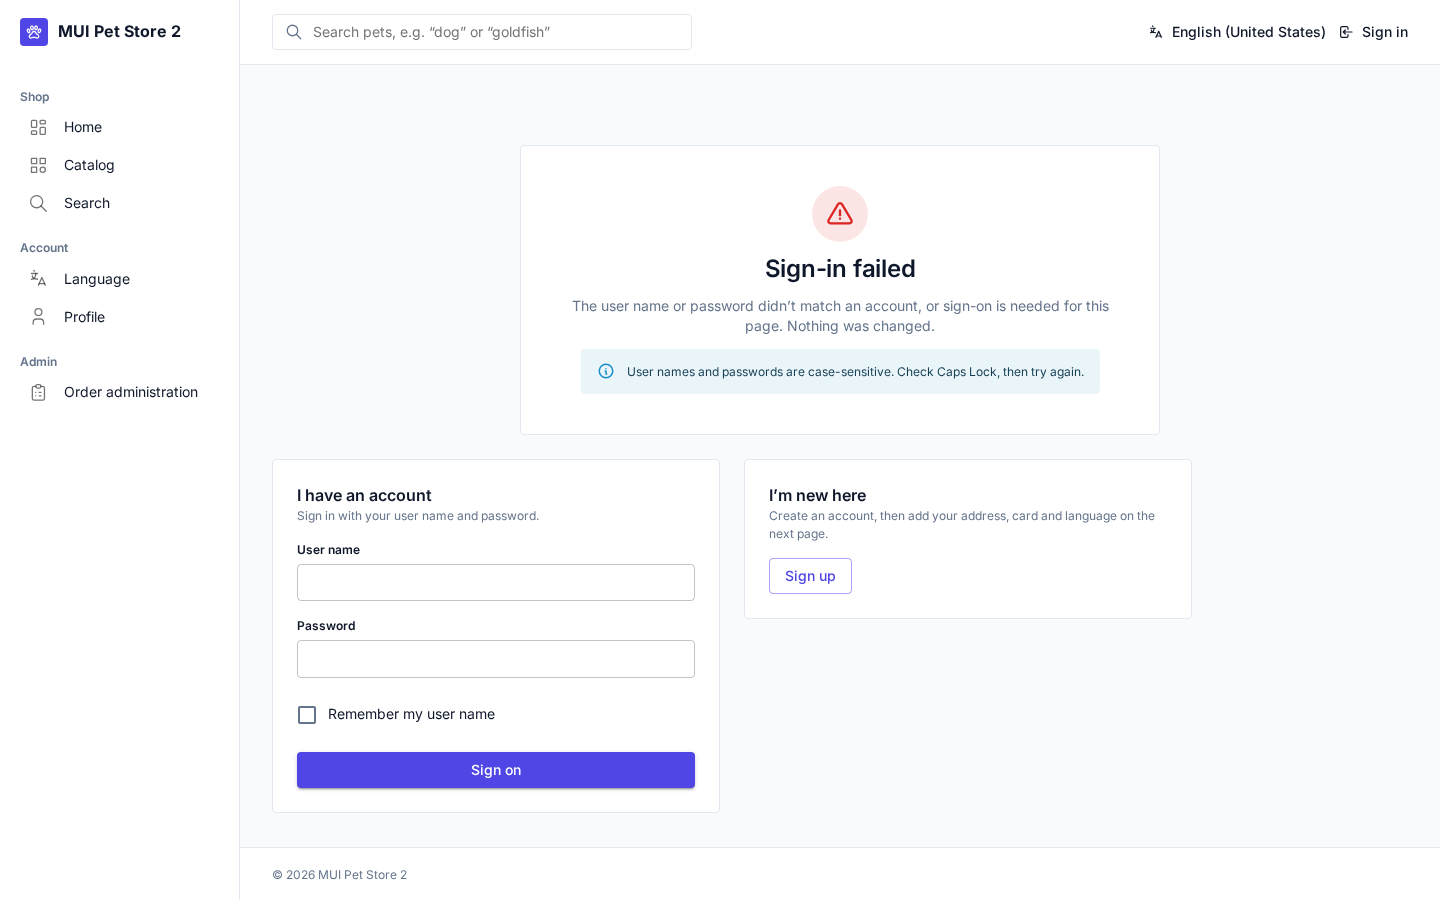 MUI Pet Store 2
Search pets, e.g. “dog” or “goldfish”
English (United States)
Sign in
Shop
Home
Catalog
Search
Account
Language
Profile
Admin
Order administration
Sign-in failed
The user name or password didn’t match an account, or sign-on is needed for this
page. Nothing was changed.
User names and passwords are case-sensitive. Check Caps Lock, then try again.
I have an account
Sign in with your user name and password.
User name
Password
Remember my user name
Sign on
I’m new here
Create an account, then add your address, card and language on the
next page.
Sign up
© 2026 MUI Pet Store 2